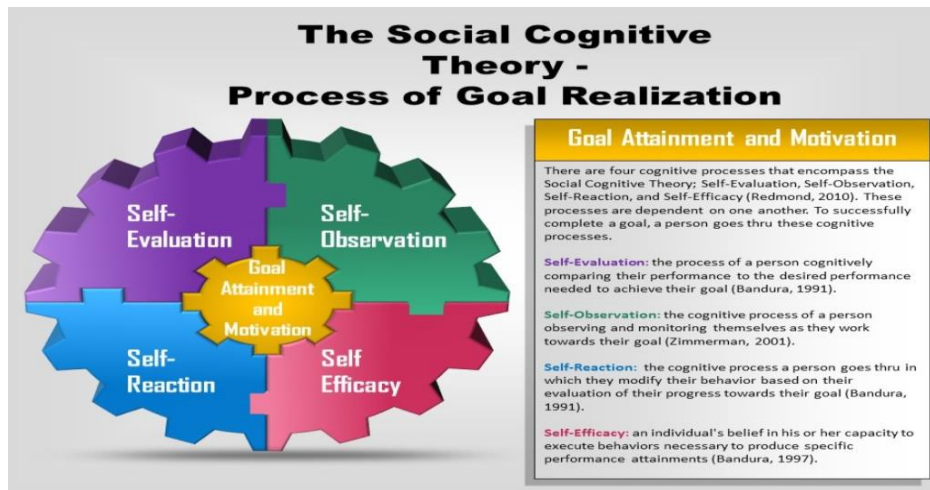 The Social Cognitive
Theory -
Process of Goal Realization
Self-
Evaluation
Self-
Observation
Goal
Attainment
and
Motivation
Self-
Reaction
Self
Efficacy
Goal Attainment and Motivation
There are four cognitive processes that encompass the
Social Cognitive Theory; Self-Evaluation, Self-Observation,
Self-Reaction, and Self-Efficacy (Redmond, 2010). These
processes are dependent on one another. To successfully
complete a goal, a person goes thru these cognitive
processes.
Self-Evaluation: the process of a person cognitively
comparing their performance to the desired performance
needed to achieve their goal (Bandura, 1991).
Self-Observation: the cognitive process of a person
observing and monitoring themselves as they work
towards their goal (Zimmerman, 2001).
Self-Reaction: the cognitive process a person goes thru in
which they modify their behavior based on their
evaluation of their progress towards their goal (Bandura,
1991).
Self-Efficacy: an individual's belief in his or her capacity to
execute behaviors necessary to produce specific
performance attainments (Bandura, 1997).